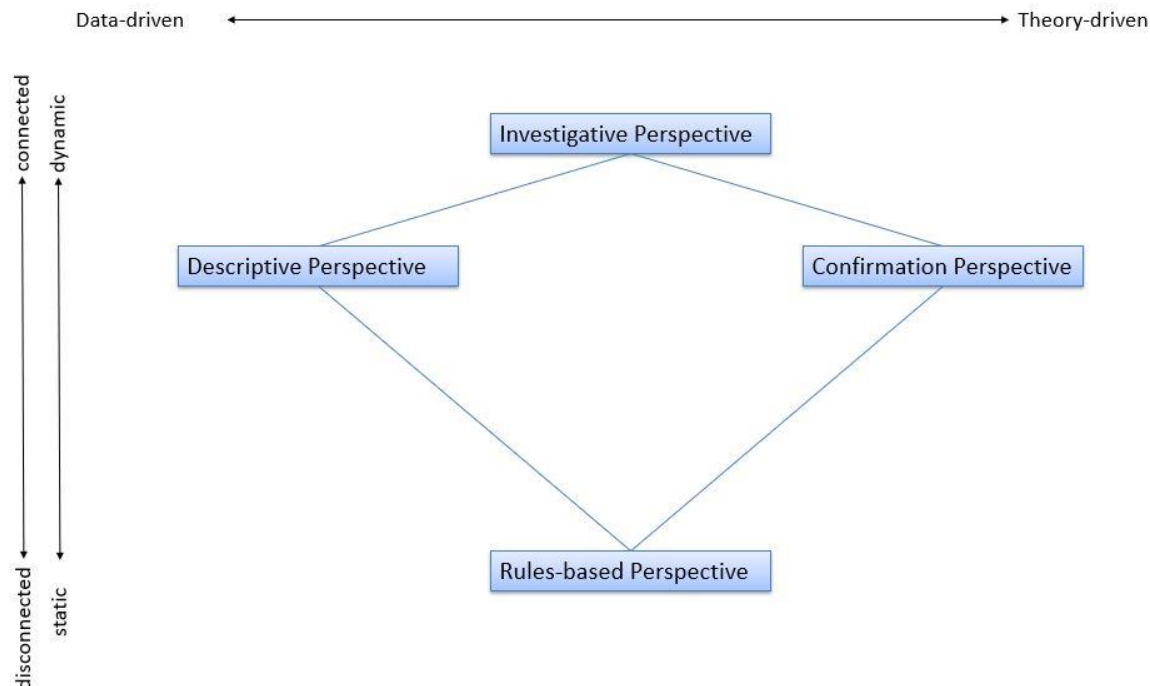 Data-driven
Theory-driven
connected
dynamic
Investigative Perspective
Descriptive Perspective
Confirmation Perspective
Rules-based Perspective
disconnected
static